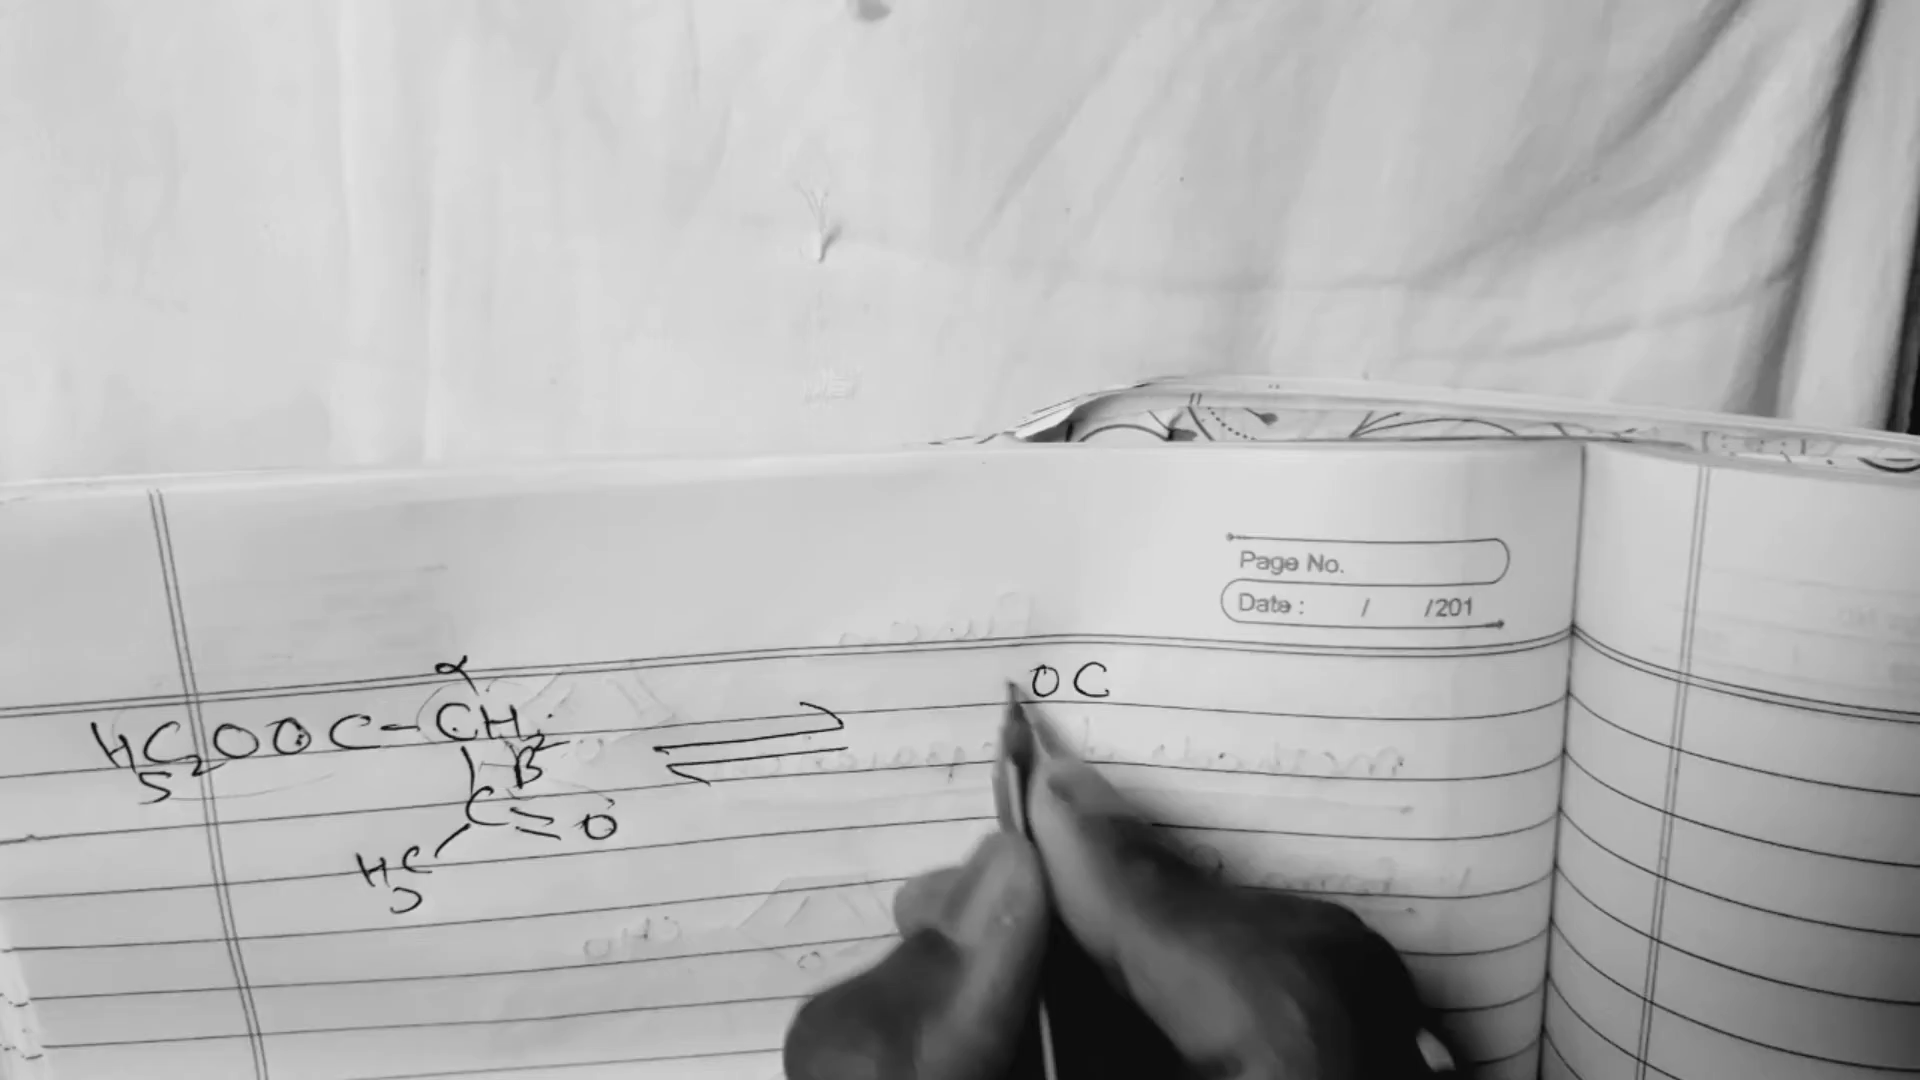 Page No.
Date : / /201
α
H5C2OOC-CH2
β
C=O
H3C
⇌
OC